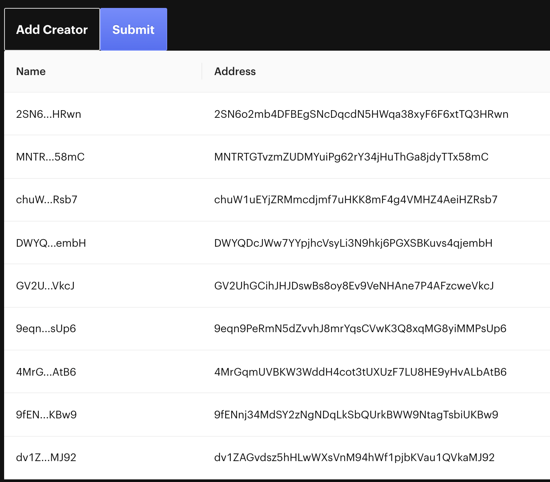 Add Creator Submit
Name Address
2SN6...HRwn 2SN6o2mb4DFBEgSNcDqcdN5HWqa38xyF6F6xtTQ3HRwn
MNTR...58mC MNTRTGTvzmZUDMYuiPg62rY34jHuThGa8jdyTTx58mC
chuW...Rsb7 chuW1uEYjZRMmcdjmf7uHKK8mF4g4VMHZ4AeiHZRsb7
DWYQ...embH DWYQDcJWw7YYpjhcVsyLi3N9hkj6PGXSBKuvs4qjembH
GV2U...VkcJ GV2UhGCihJHJDswBs8oy8Ev9VeNHAne7P4AFzcweVkcJ
9eqn...sUp6 9eqn9PeRmN5dZvvhJ8mrYqsCVwK3Q8xqMG8yiMMPsUp6
4MrG...AtB6 4MrGqmUVBKW3WddH4cot3tUXUzF7LU8HE9yHvALbAtB6
9fEN...KBw9 9fENnj34MdSY2zNgNDqLkSbQUrkBWW9NtagTsbiUKBw9
dv1Z...MJ92 dv1ZAGvdsz5hHLwWXsVnM94hWf1pjbKVau1QVkaMJ92